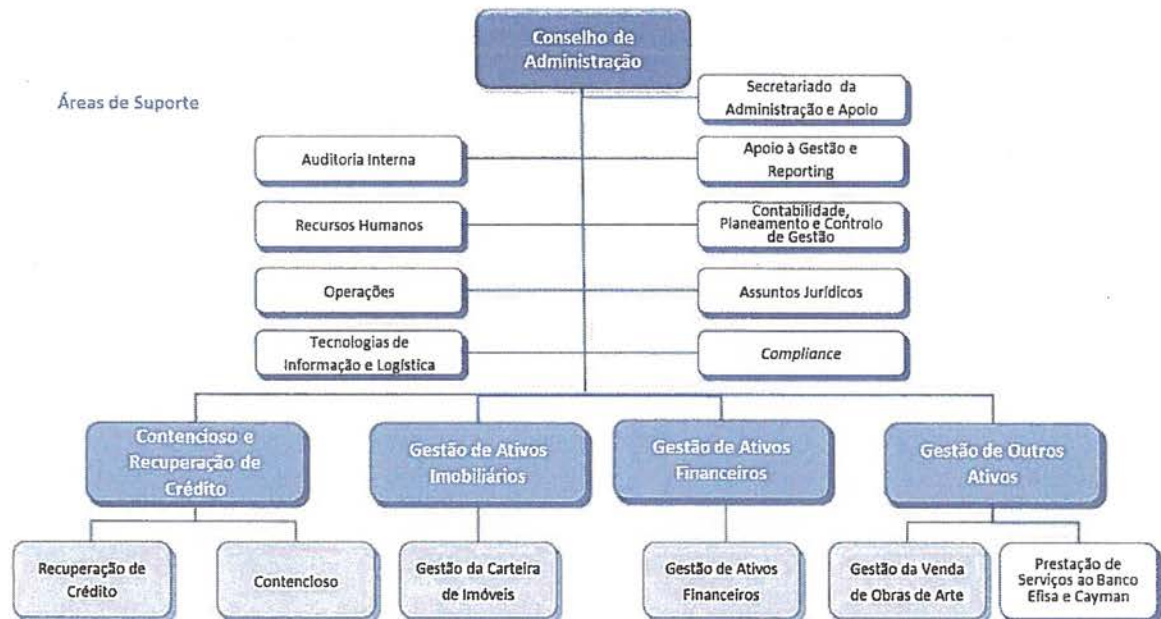 Conselho de
Administração
Áreas de Suporte
Secretariado da
Administração e Apoio
Auditoria Interna
Apoio à Gestão e
Reporting
Recursos Humanos
Contabilidade,
Planeamento e Controlo
de Gestão
Operações
Assuntos Jurídicos
Tecnologias de
Informação e Logística
Compliance
Contencioso e
Recuperação de
Crédito
Gestão de Ativos
Imobiliários
Gestão de Ativos
Financeiros
Gestão de Outros
Ativos
Recuperação de
Crédito
Contencioso
Gestão da Carteira
de Imóveis
Gestão de Ativos
Financeiros
Gestão da Venda
de Obras de Arte
Prestação de
Serviços ao Banco
Efisa e Cayman